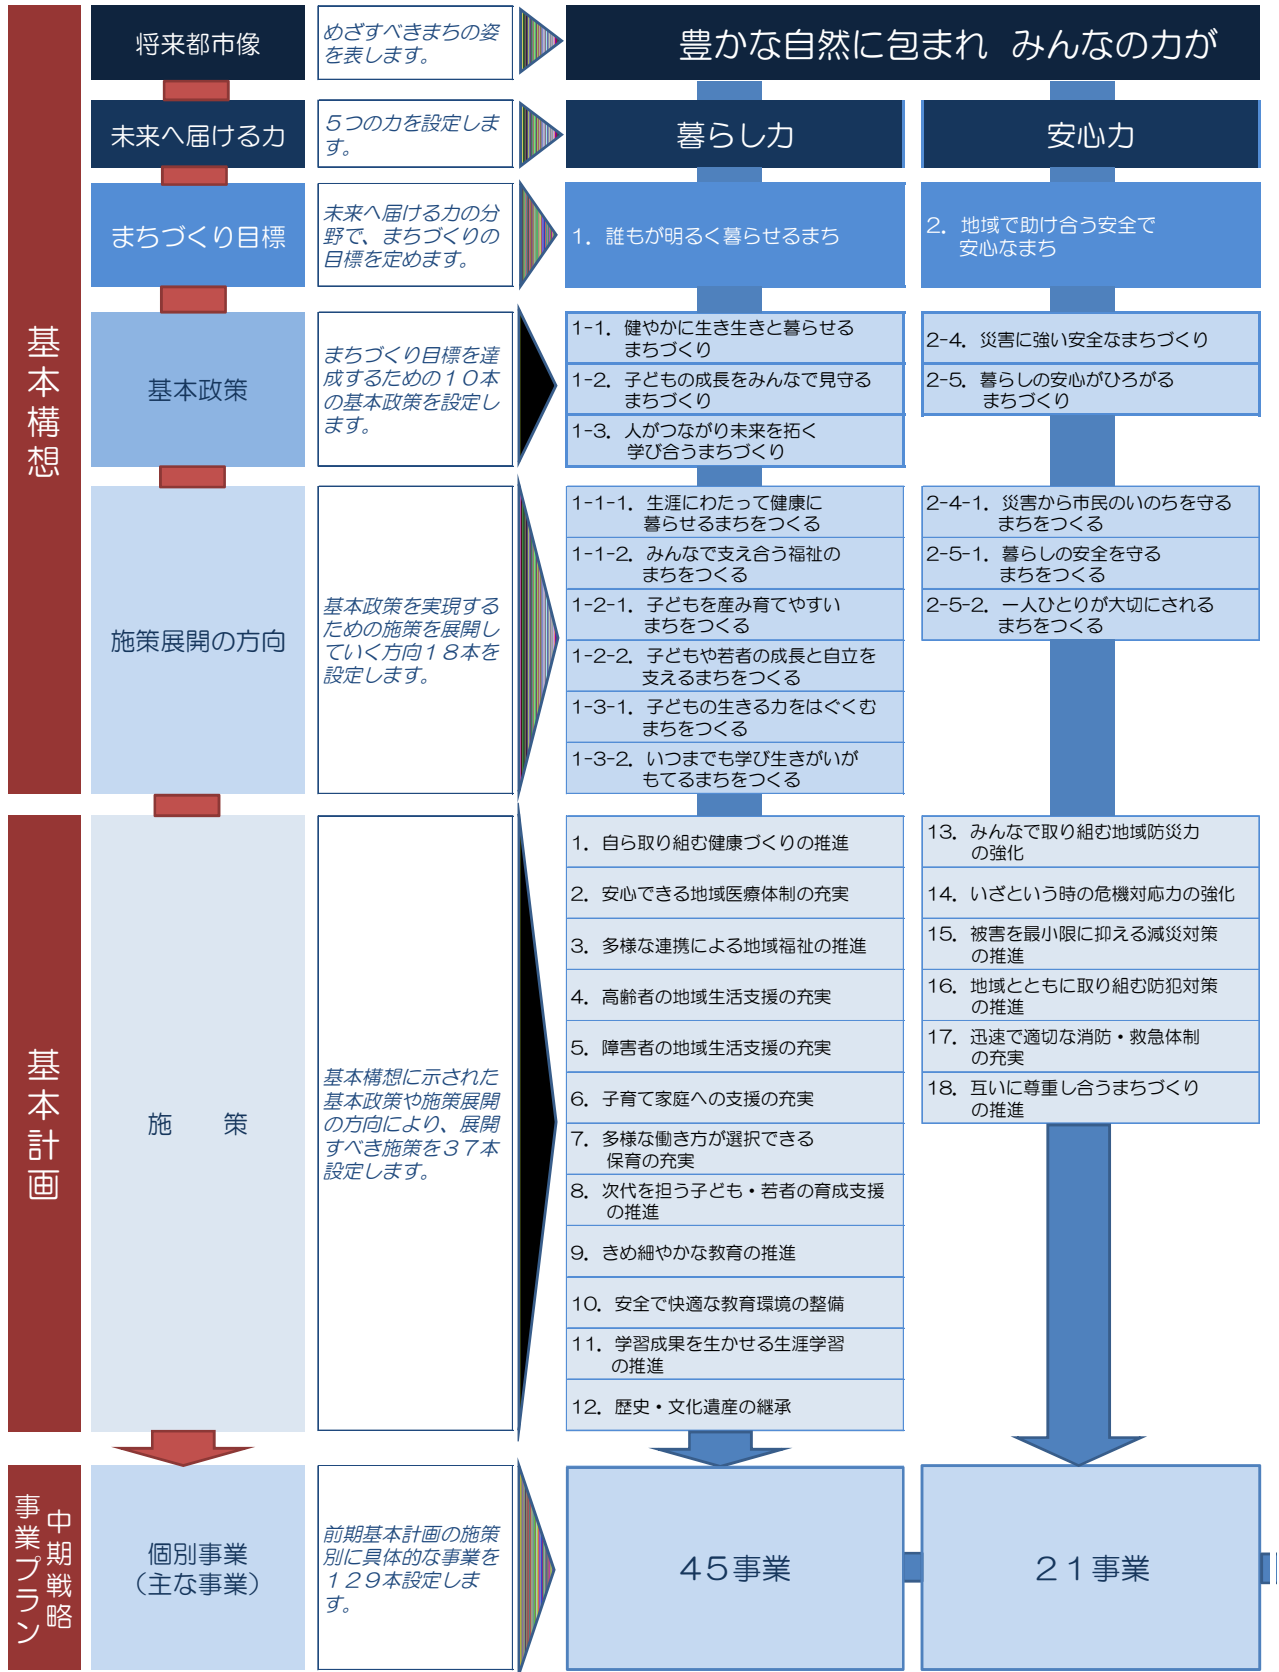 基本構想
将来都市像
めざすべきまちの姿
を表します。
豊かな自然に包まれ みんなの力が
未来へ届ける力
５つの力を設定しま
す。
暮らし力
安心力
まちづくり目標
未来へ届ける力の分
野で、まちづくりの
目標を定めます。
1．誰もが明るく暮らせるまち
2．地域で助け合う安全で
安心なまち
基本政策
まちづくり目標を達
成するための１０本
の基本政策を設定し
ます。
1-1．健やかに生き生きと暮らせる
まちづくり
1-2．子どもの成長をみんなで見守る
まちづくり
1-3．人がつながり未来を拓く
学び合うまちづくり
2-4．災害に強い安全なまちづくり
2-5．暮らしの安心がひろがる
まちづくり
施策展開の方向
基本政策を実現する
ための施策を展開し
ていく方向１８本を
設定します。
1-1-1．生涯にわたって健康に
暮らせるまちをつくる
1-1-2．みんなで支え合う福祉の
まちをつくる
1-2-1．子どもを産み育てやすい
まちをつくる
1-2-2．子どもや若者の成長と自立を
支えるまちをつくる
1-3-1．子どもの生きる力をはぐくむ
まちをつくる
1-3-2．いつまでも学び生きがいが
もてるまちをつくる
2-4-1．災害から市民のいのちを守る
まちをつくる
2-5-1．暮らしの安全を守る
まちをつくる
2-5-2．一人ひとりが大切にされる
まちをつくる
基本計画
施　策
基本構想に示された
基本政策や施策展開
の方向により、展開
すべき施策を３７本
設定します。
1．自ら取り組む健康づくりの推進
2．安心できる地域医療体制の充実
3．多様な連携による地域福祉の推進
4．高齢者の地域生活支援の充実
5．障害者の地域生活支援の充実
6．子育て家庭への支援の充実
7．多様な働き方が選択できる
保育の充実
8．次代を担う子ども・若者の育成支援
の推進
9．きめ細やかな教育の推進
10．安全で快適な教育環境の整備
11．学習成果を生かせる生涯学習
の推進
12．歴史・文化遺産の継承
13．みんなで取り組む地域防災力
の強化
14．いざという時の危機対応力の強化
15．被害を最小限に抑える減災対策
の推進
16．地域とともに取り組む防犯対策
の推進
17．迅速で適切な消防・救急体制
の充実
18．互いに尊重し合うまちづくり
の推進
中期戦略
事業プラン
個別事業
（主な事業）
前期基本計画の施策
別に具体的な事業を
１２９本設定しま
す。
４５事業
２１事業